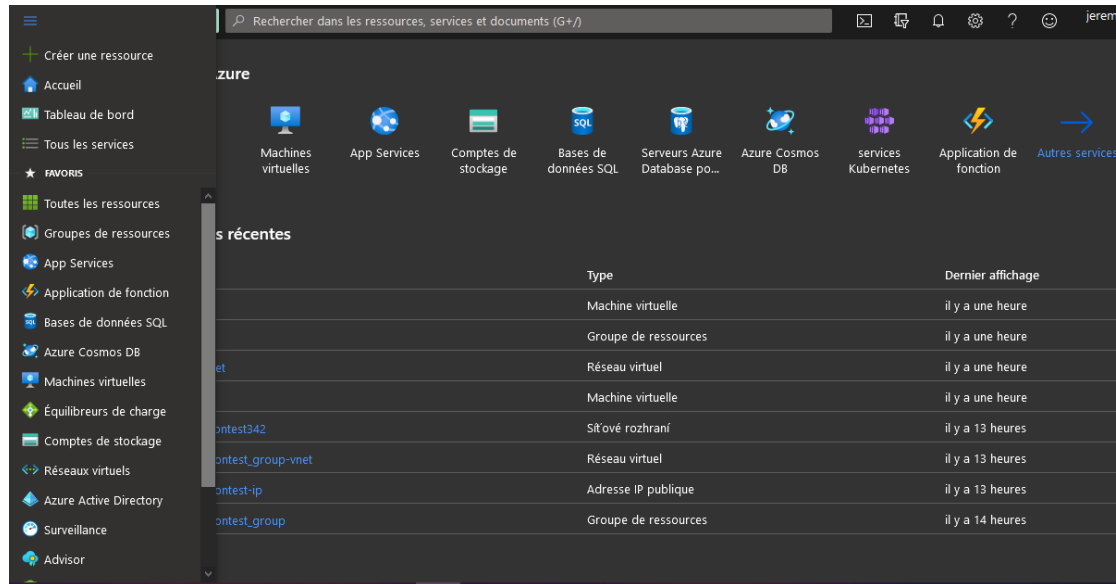 Rechercher dans les ressources, services et documents (G+/)
jerem
Créer une ressource
Accueil
Tableau de bord
Tous les services
FAVORIS
Toutes les ressources
Groupes de ressources
App Services
Application de fonction
Bases de données SQL
Azure Cosmos DB
Machines virtuelles
Équilibreurs de charge
Comptes de stockage
Réseaux virtuels
Azure Active Directory
Surveillance
Advisor
zure
Machines
virtuelles
App Services
Comptes de
stockage
Bases de
données SQL
Serveurs Azure
Database po...
Azure Cosmos
DB
services
Kubernetes
Application de
fonction
Autres services
s récentes
Type Dernier affichage
Machine virtuelle il y a une heure
Groupe de ressources il y a une heure
et Réseau virtuel il y a une heure
Machine virtuelle il y a une heure
ontest342 Síťové rozhraní il y a 13 heures
ontest_group-vnet Réseau virtuel il y a 13 heures
ontest-ip Adresse IP publique il y a 13 heures
ontest_group Groupe de ressources il y a 14 heures